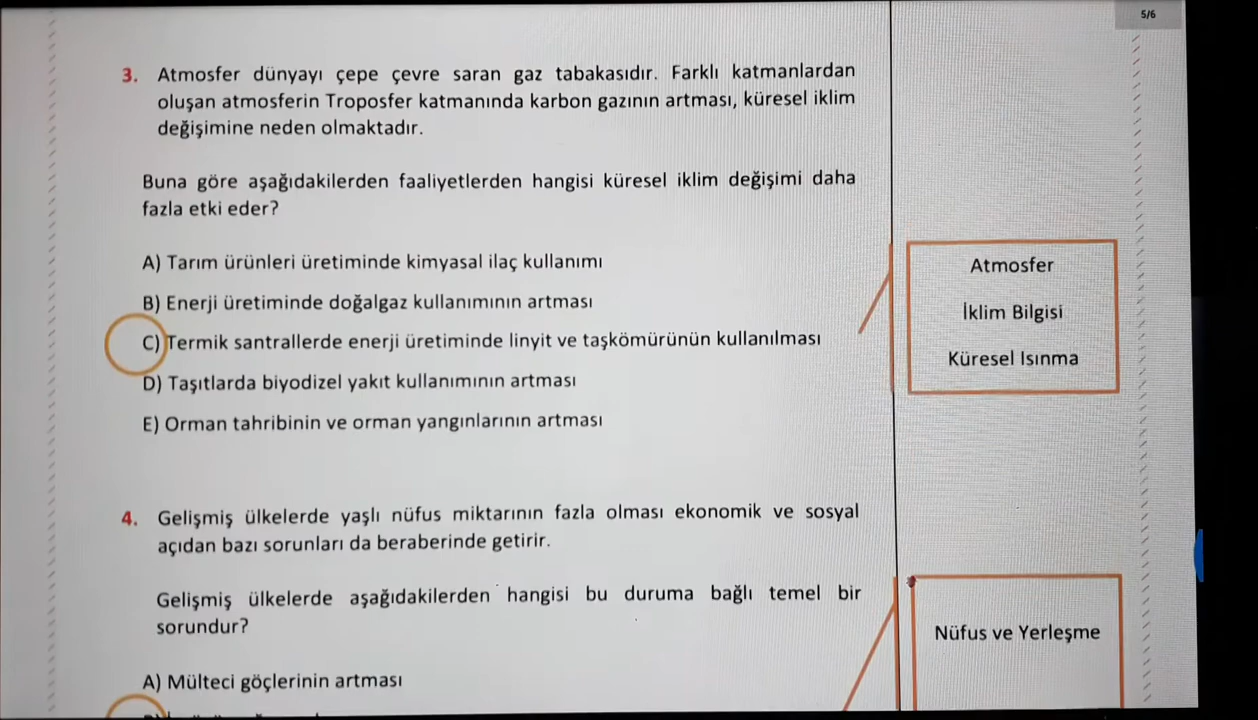 5/6
3. Atmosfer dünyayı çepe çevre saran gaz tabakasıdır. Farklı katmanlardan
oluşan atmosferin Troposfer katmanında karbon gazının artması, küresel iklim
değişimine neden olmaktadır.
Buna göre aşağıdakilerden faaliyetlerden hangisi küresel iklim değişimi daha
fazla etki eder?
A) Tarım ürünleri üretiminde kimyasal ilaç kullanımı
B) Enerji üretiminde doğalgaz kullanımının artması
C) Termik santrallerde enerji üretiminde linyit ve taşkömürünün kullanılması
D) Taşıtlarda biyodizel yakıt kullanımının artması
E) Orman tahribinin ve orman yangınlarının artması
Atmosfer
İklim Bilgisi
Küresel Isınma
4. Gelişmiş ülkelerde yaşlı nüfus miktarının fazla olması ekonomik ve sosyal
açıdan bazı sorunları da beraberinde getirir.
Gelişmiş ülkelerde aşağıdakilerden hangisi bu duruma bağlı temel bir
sorundur?
A) Mülteci göçlerinin artması
Nüfus ve Yerleşme